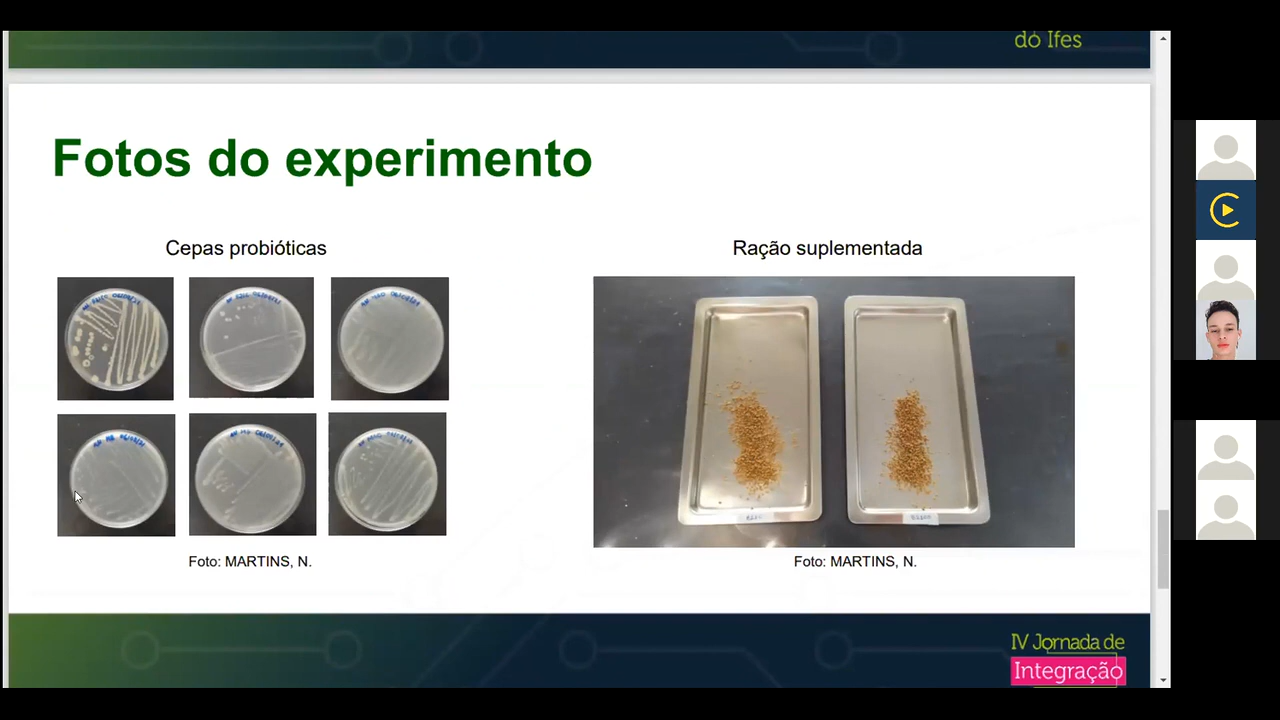 dó Ifes
Fotos do experimento
Cepas probióticas
Ração suplementada
Foto: MARTINS, N.
Foto: MARTINS, N.
IV Jornada de
Integração